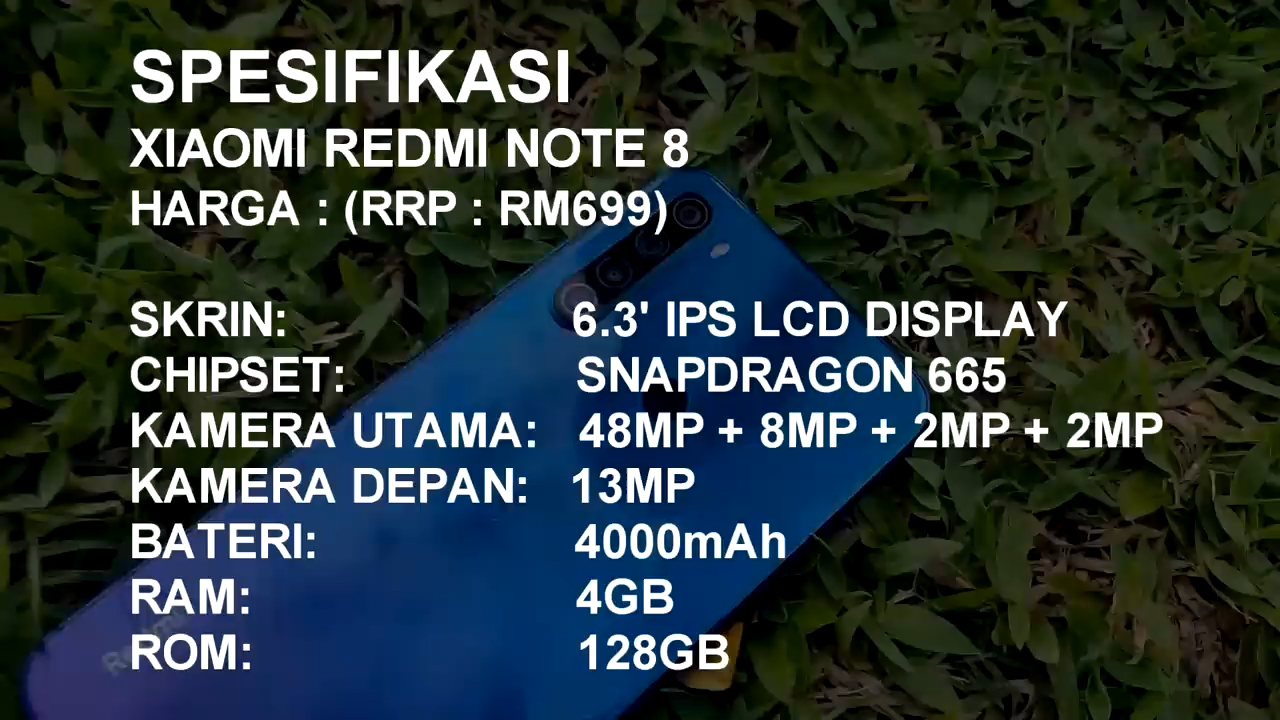 SPESIFIKASI
XIAOMI REDMI NOTE 8
HARGA : (RRP : RM699)
SKRIN: 6.3' IPS LCD DISPLAY
CHIPSET: SNAPDRAGON 665
KAMERA UTAMA: 48MP + 8MP + 2MP + 2MP
KAMERA DEPAN: 13MP
BATERI: 4000mAh
RAM: 4GB
ROM: 128GB
Redmi